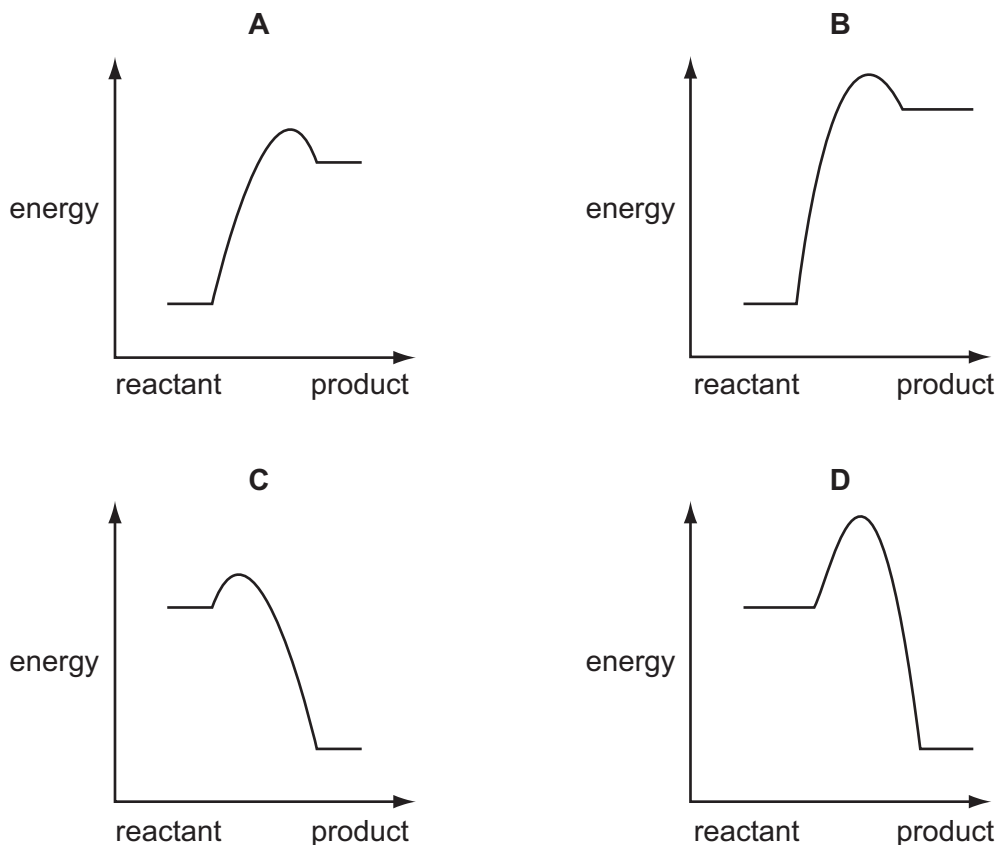 A
B
energy
energy
reactant product
reactant product
C
D
energy
energy
reactant product
reactant product